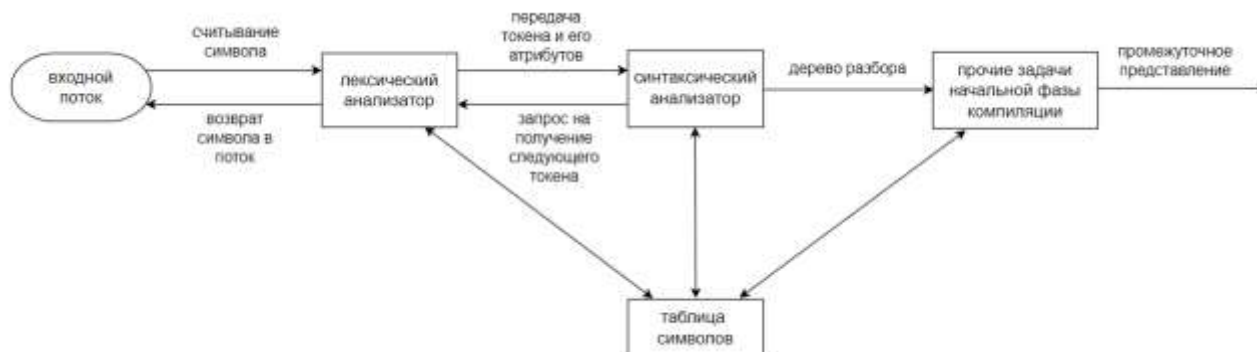 считывание
символа
передача
токена и его
атрибутов
входной
поток
лексический
анализатор
синтаксический
анализатор
дерево разбора
прочие задачи
начальной фазы
компиляции
промежуточное
представление
возврат
символа в
поток
запрос на
получение
следующего
токена
таблица
символов